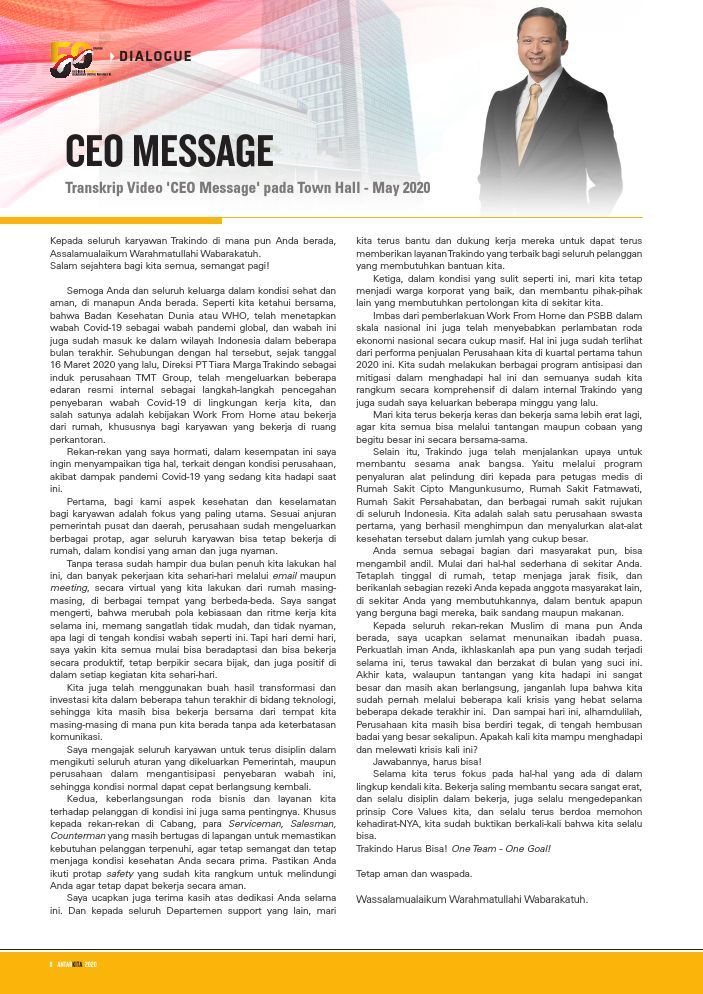 50
DIALOGUE
CEO MESSAGE
Transkrip Video 'CEO Message' pada Town Hall - May 2020
Kepada seluruh karyawan Trakindo di mana pun Anda berada,
Assalamualaikum Warahmatullahi Wabarakatuh.
Salam sejahtera bagi kita semua, semangat pagi!
Semoga Anda dan seluruh keluarga dalam kondisi sehat dan
aman, di manapun Anda berada. Seperti kita ketahui bersama,
bahwa Badan Kesehatan Dunia atau WHO, telah menetapkan
wabah Covid-19 sebagai wabah pandemi global, dan wabah ini
juga sudah masuk ke dalam wilayah Indonesia dalam beberapa
bulan terakhir. Sehubungan dengan hal tersebut, sejak tanggal
16 Maret 2020 yang lalu, Direksi PT Tiara Marga Trakindo sebagai
induk perusahaan TMT Group, telah mengeluarkan beberapa
edaran resmi internal sebagai langkah-langkah pencegahan
penyebaran wabah Covid-19 di lingkungan kerja kita, dan
salah satunya adalah kebijakan Work From Home atau bekerja
dari rumah, khususnya bagi karyawan yang bekerja di ruang
perkantoran.
Rekan-rekan yang saya hormati, dalam kesempatan ini saya
ingin menyampaikan tiga hal, terkait dengan kondisi perusahaan,
akibat dampak pandemi Covid-19 yang sedang kita hadapi saat
ini.
Pertama, bagi kami aspek kesehatan dan keselamatan
bagi karyawan adalah fokus yang paling utama. Sesuai anjuran
pemerintah pusat dan daerah, perusahaan sudah mengeluarkan
berbagai protap, agar seluruh karyawan bisa tetap bekerja di
rumah, dalam kondisi yang aman dan juga nyaman.
Tanpa terasa sudah hampir dua bulan penuh kita lakukan hal
ini, dan banyak pekerjaan kita sehari-hari melalui email maupun
meeting, secara virtual yang kita lakukan dari rumah masing-
masing, di berbagai tempat yang berbeda-beda. Saya sangat
mengerti, bahwa merubah pola kebiasaan dan ritme kerja kita
selama ini, memang sangatlah tidak mudah, dan tidak nyaman,
apa lagi di tengah kondisi wabah seperti ini. Tapi hari demi hari,
saya yakin kita semua mulai bisa beradaptasi dan bisa bekerja
secara produktif, tetap berpikir secara bijak, dan juga positif di
dalam setiap kegiatan kita sehari-hari.
Kita juga telah menggunakan buah hasil transformasi dan
investasi kita dalam beberapa tahun terakhir di bidang teknologi,
sehingga kita masih bisa bekerja bersama dari tempat kita
masing-masing di mana pun kita berada tanpa ada keterbatasan
komunikasi.
Saya mengajak seluruh karyawan untuk terus disiplin dalam
mengikuti seluruh aturan yang dikeluarkan Pemerintah, maupun
perusahaan dalam mengantisipasi penyebaran wabah ini,
sehingga kondisi normal dapat cepat berlangsung kembali.
Kedua, keberlangsungan roda bisnis dan layanan kita
terhadap pelanggan di kondisi ini juga sama pentingnya. Khusus
kepada rekan-rekan di Cabang, para Serviceman, Salesman,
Counterman yang masih bertugas di lapangan untuk memastikan
kebutuhan pelanggan terpenuhi, agar tetap semangat dan tetap
menjaga kondisi kesehatan Anda secara prima. Pastikan Anda
ikuti protap safety yang sudah kita rangkum untuk melindungi
Anda agar tetap dapat bekerja secara aman.
Saya ucapkan juga terima kasih atas dedikasi Anda selama
ini. Dan kepada seluruh Departemen support yang lain, mari
kita terus bantu dan dukung kerja mereka untuk dapat terus
memberikan layanan Trakindo yang terbaik bagi seluruh pelanggan
yang membutuhkan bantuan kita.
Ketiga, dalam kondisi yang sulit seperti ini, mari kita tetap
menjadi warga korporat yang baik, dan membantu pihak-pihak
lain yang membutuhkan pertolongan kita di sekitar kita.
Imbas dari pemberlakuan Work From Home dan PSBB dalam
skala nasional ini juga telah menyebabkan perlambatan roda
ekonomi nasional secara cukup masif. Hal ini juga sudah terlihat
dari performa penjualan Perusahaan kita di kuartal pertama tahun
2020 ini. Kita sudah melakukan berbagai program antisipasi dan
mitigasi dalam menghadapi hal ini dan semuanya sudah kita
rangkum secara komprehensif di dalam internal Trakindo yang
juga sudah saya keluarkan beberapa minggu yang lalu.
Mari kita terus bekerja keras dan bekerja sama lebih erat lagi,
agar kita semua bisa melalui tantangan maupun cobaan yang
begitu besar ini secara bersama-sama.
Selain itu, Trakindo juga telah menjalankan upaya untuk
membantu sesama anak bangsa. Yaitu melalui program
penyaluran alat pelindung diri kepada para petugas medis di
Rumah Sakit Cipto Mangunkusumo, Rumah Sakit Fatmawati,
Rumah Sakit Persahabatan, dan berbagai rumah sakit rujukan
di seluruh Indonesia. Kita adalah salah satu perusahaan swasta
pertama, yang berhasil menghimpun dan menyalurkan alat-alat
kesehatan tersebut dalam jumlah yang cukup besar.
Anda semua sebagai bagian dari masyarakat pun, bisa
mengambil andil. Mulai dari hal-hal sederhana di sekitar Anda.
Tetaplah tinggal di rumah, tetap menjaga jarak fisik, dan
berikanlah sebagian rezeki Anda kepada anggota masyarakat lain,
di sekitar Anda yang membutuhkannya, dalam bentuk apapun
yang berguna bagi mereka, baik sandang maupun makanan.
Kepada seluruh rekan-rekan Muslim di mana pun Anda
berada, saya ucapkan selamat menunaikan ibadah puasa.
Perkuatlah iman Anda, ikhlaskanlah apa pun yang sudah terjadi
selama ini, terus tawakal dan berzakat di bulan yang suci ini.
Akhir kata, walaupun tantangan yang kita hadapi ini sangat
besar dan masih akan berlangsung, janganlah lupa bahwa kita
sudah pernah melalui beberapa kali krisis yang hebat selama
beberapa dekade terakhir ini. Dan sampai hari ini, alhamdulilah,
Perusahaan kita masih bisa berdiri tegak, di tengah hembusan
badai yang besar sekalipun. Apakah kali kita mampu menghadapi
dan melewati krisis kali ini?
Jawabannya, harus bisa!
Selama kita terus fokus pada hal-hal yang ada di dalam
lingkup kendali kita. Bekerja saling membantu secara sangat erat,
dan selalu disiplin dalam bekerja, juga selalu mengedepankan
prinsip Core Values kita, dan selalu terus berdoa memohon
kehadirat-NYA, kita sudah buktikan berkali-kali bahwa kita selalu
bisa.
Trakindo Harus Bisa! One Team - One Goal!
Tetap aman dan waspada.
Wassalamualaikum Warahmatullahi Wabarakatuh.
ANTARKITA 2020